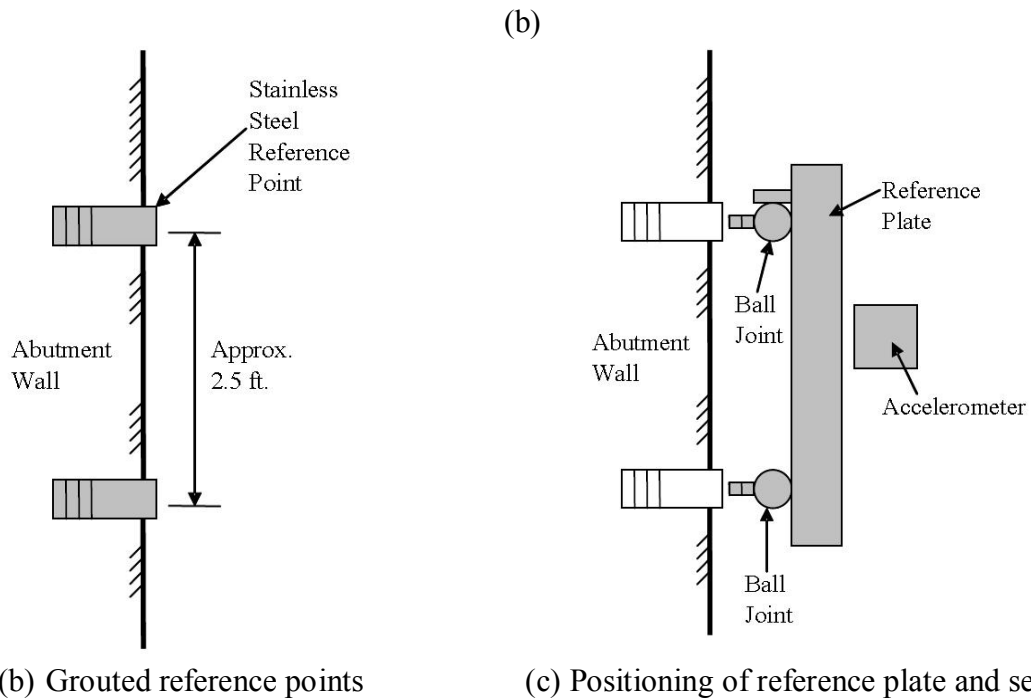 (b)
Stainless
Steel
Reference
Point
Abutment
Wall
Approx.
2.5 ft.
Reference
Plate
Ball
Joint
Abutment
Wall
Accelerometer
Ball
Joint
(b) Grouted reference points
(c) Positioning of reference plate and se